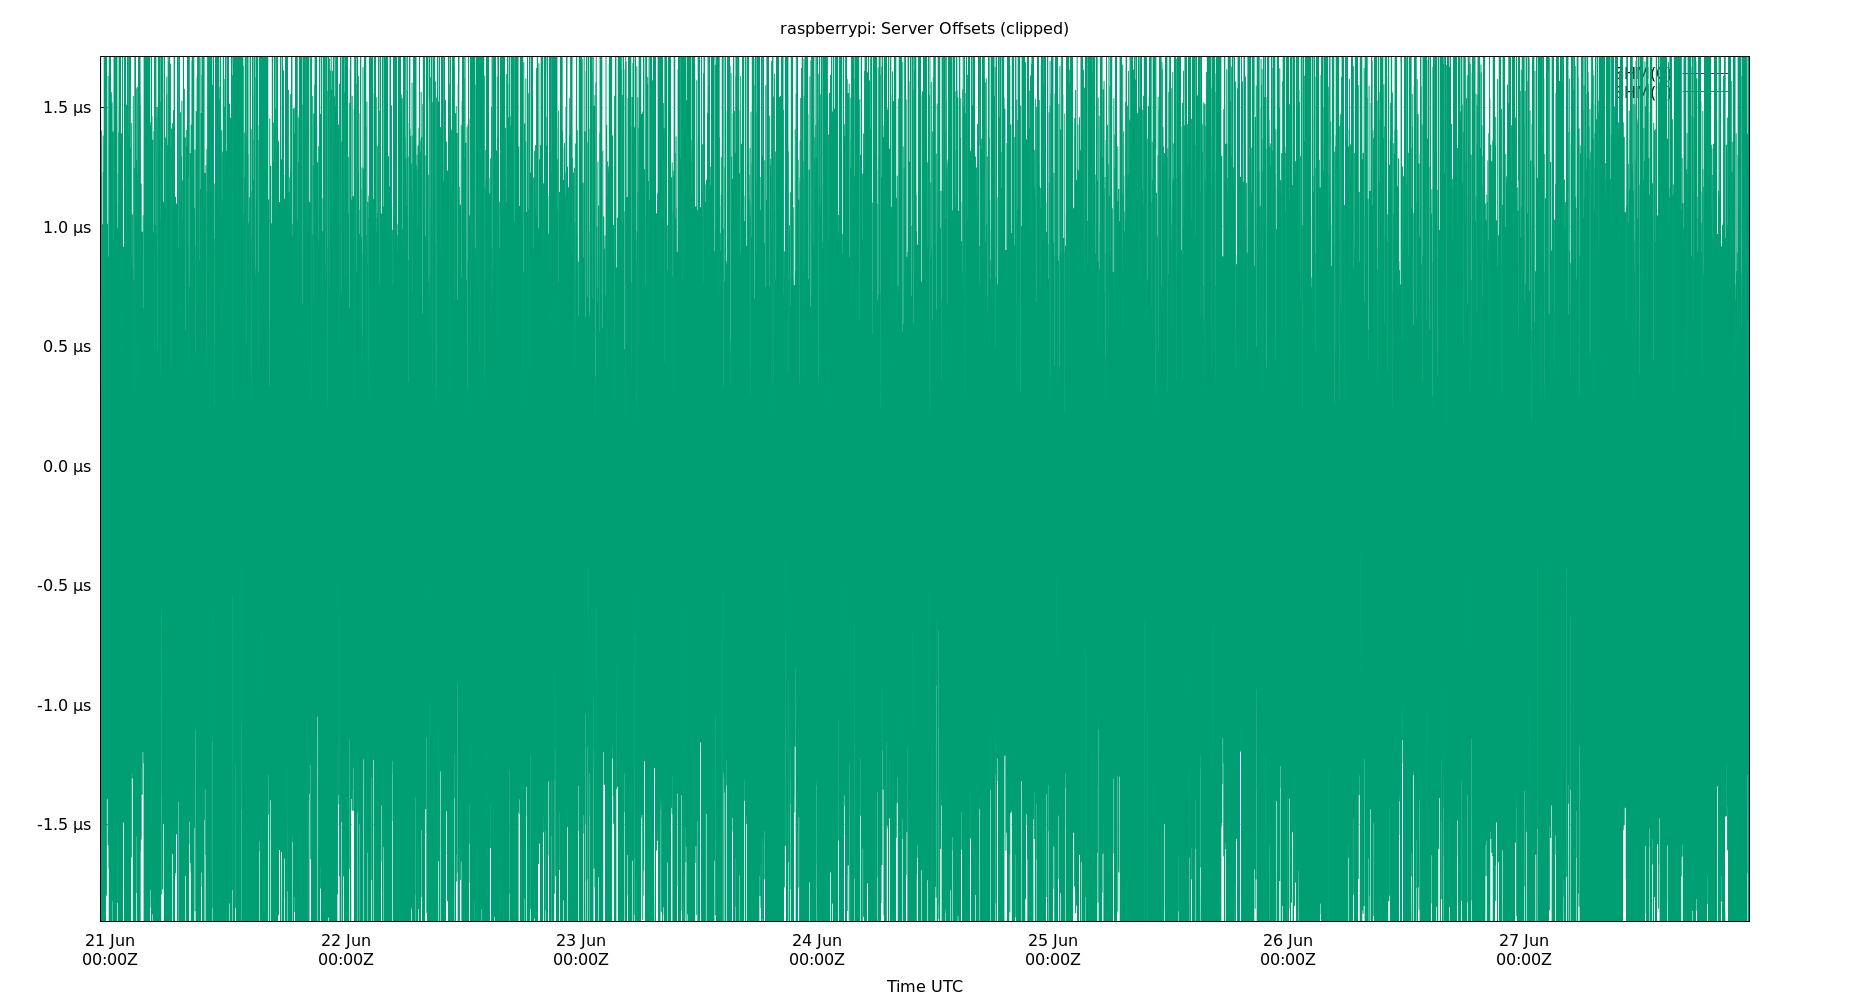 raspberrypi: Server Offsets (clipped)
1.5 µs
1.0 µs
0.5 µs
0.0 µs
-0.5 µs
-1.0 µs
-1.5 µs
21 Jun 22 Jun 23 Jun 24 Jun 25 Jun 26 Jun 27 Jun
00:00Z 00:00Z 00:00Z 00:00Z 00:00Z 00:00Z 00:00Z
Time UTC